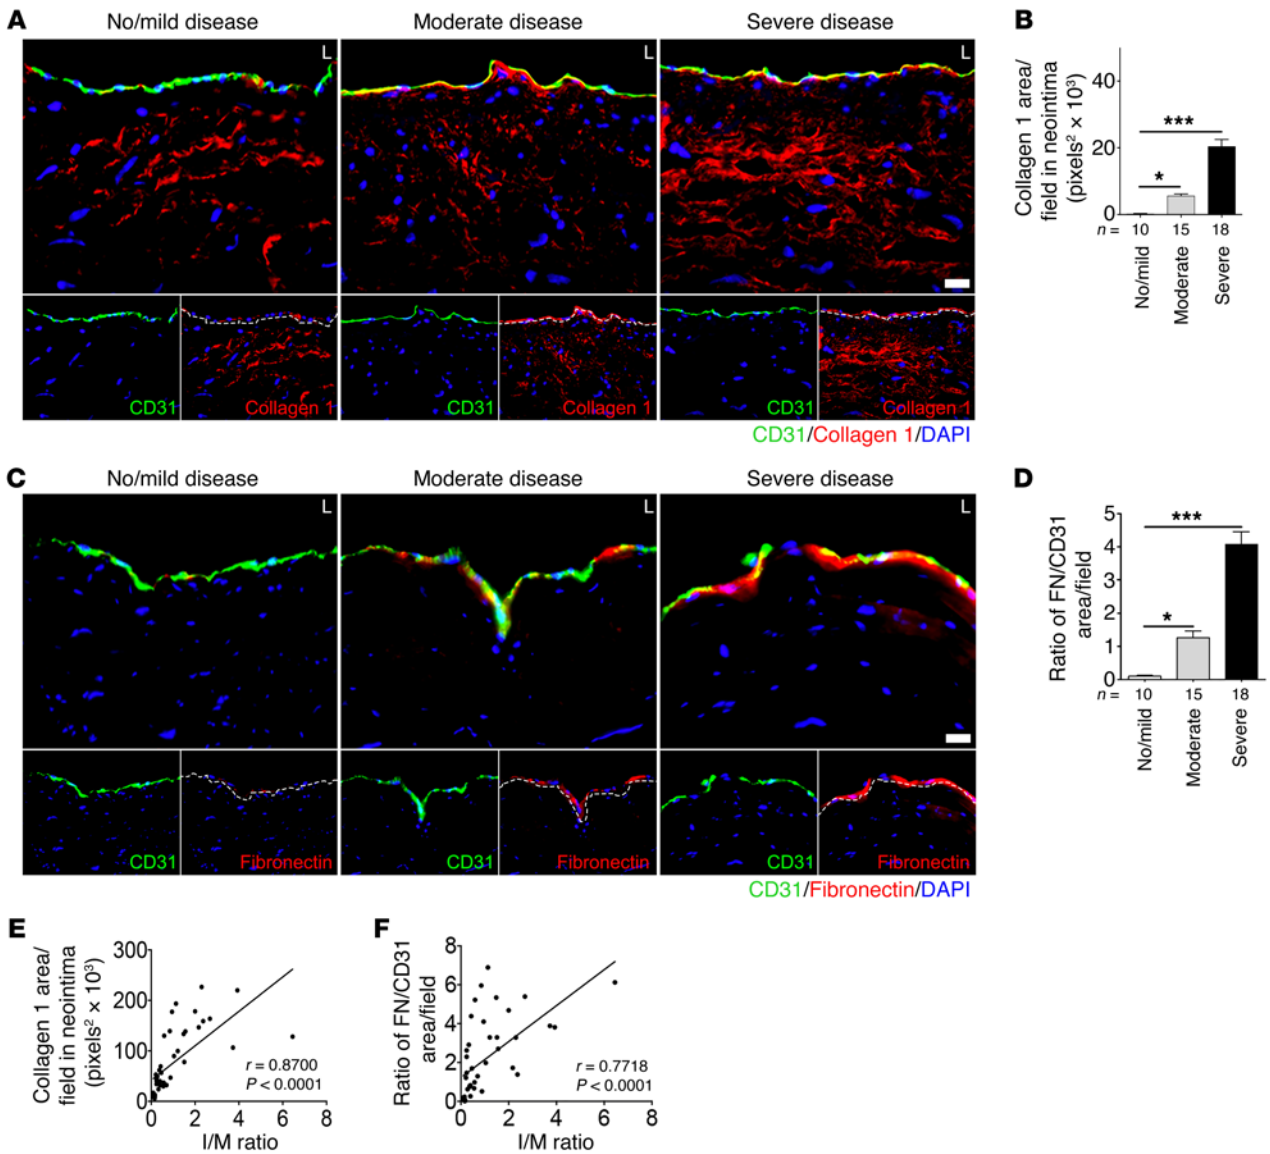 A
No/mild disease
Moderate disease
Severe disease
L
L
L
CD31
Collagen 1
CD31
Collagen 1
CD31
Collagen 1
CD31/Collagen 1/DAPI
B
Collagen 1 area/
field in neointima
(pixels² × 10³)
40
20
0
***
*
n = 10 15 18
No/mild
Moderate
Severe
C
No/mild disease
Moderate disease
Severe disease
L
L
L
CD31
Fibronectin
CD31
Fibronectin
CD31
Fibronectin
CD31/Fibronectin/DAPI
D
Ratio of FN/CD31
area/field
5
4
3
2
1
0
***
*
n = 10 15 18
No/mild
Moderate
Severe
E
Collagen 1 area/
field in neointima
(pixels² × 10³)
300
200
100
0
r = 0.8700
P < 0.0001
0 2 4 6 8
I/M ratio
F
Ratio of FN/CD31
area/field
8
6
4
2
0
r = 0.7718
P < 0.0001
0 2 4 6 8
I/M ratio